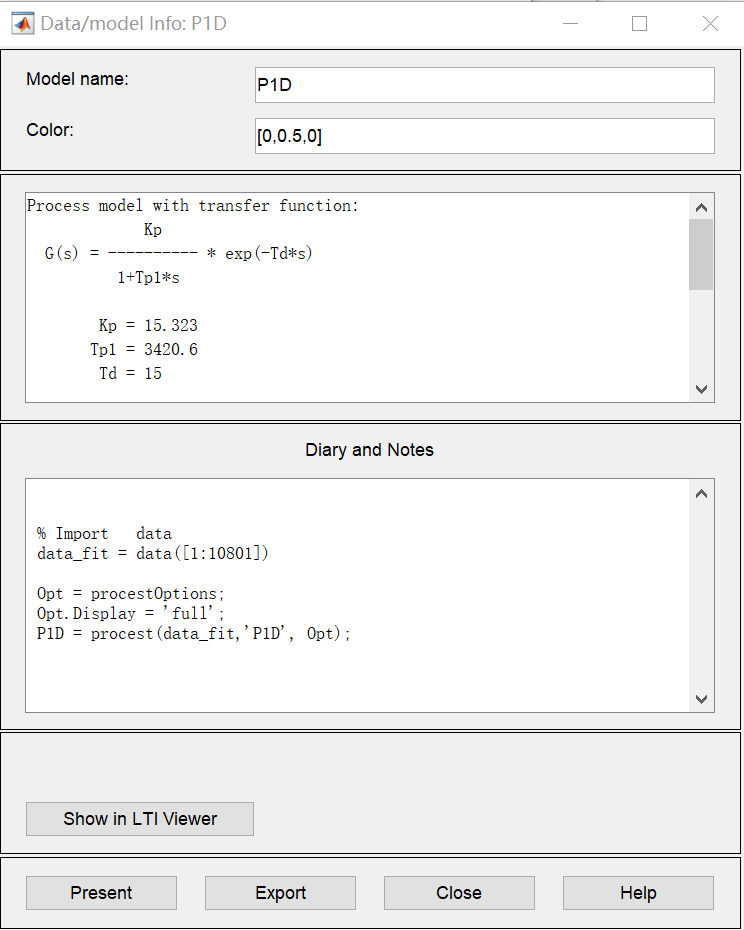 Data/model Info: P1D
Model name:
P1D
Color:
[0,0.5,0]
Process model with transfer function:
Kp
G(s) = ---------- * exp(-Td*s)
1+Tp1*s
Kp = 15.323
Tp1 = 3420.6
Td = 15
Diary and Notes
% Import   data
data_fit = data([1:10801])
Opt = procestOptions;
Opt.Display = 'full';
P1D = procest(data_fit,'P1D', Opt);
Show in LTI Viewer
Present
Export
Close
Help